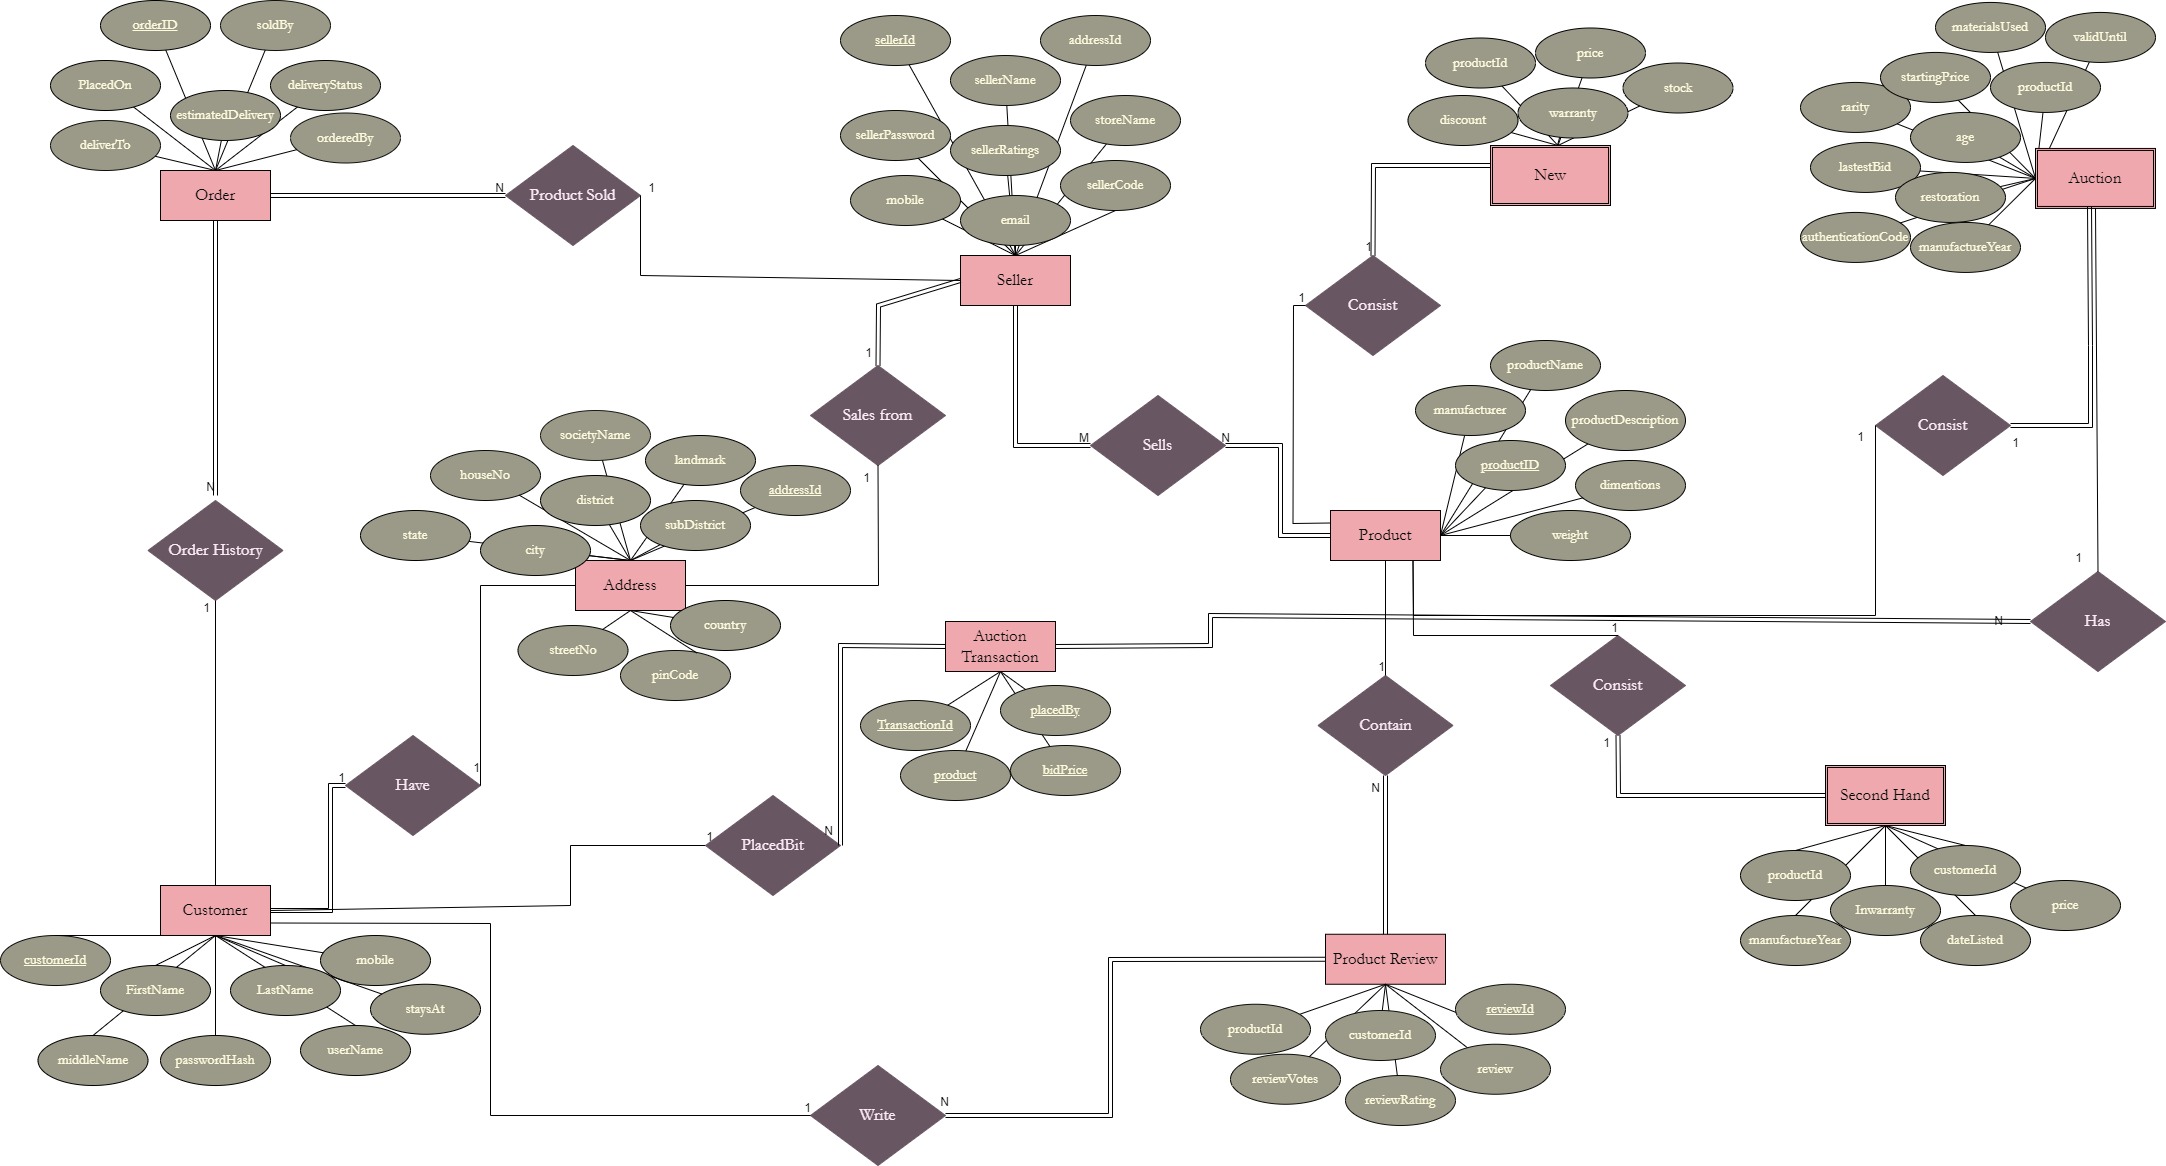 orderID
soldBy
PlacedOn
estimatedDelivery
deliveryStatus
deliverTo
orderedBy
Order
N
Product Sold
1
sellerId
addressId
sellerName
sellerPassword
storeName
sellerRatings
mobile
sellerCode
email
Seller
productId
price
stock
discount
warranty
New
materialsUsed
validUntil
startingPrice
productId
rarity
age
lastestBid
restoration
authenticationCode
manufactureYear
Auction
1
Consist
1
1
Sales from
1
M
Sells
N
productName
manufacturer
productDescription
productID
dimentions
weight
Product
1
Consist
1
N
Order History
1
societyName
houseNo
landmark
district
addressId
state
city
subDistrict
Address
country
streetNo
pinCode
Auction
Transaction
TransactionId
placedBy
product
bidPrice
1
N
Has
1
Consist
1
1
Contain
N
1
Have
1
1
PlacedBit
N
Second Hand
productId
customerId
Inwarranty
price
manufactureYear
dateListed
Customer
customerId
FirstName
LastName
mobile
staysAt
middleName
passwordHash
userName
Product Review
productId
customerId
reviewId
reviewVotes
review
reviewRating
1
Write
N